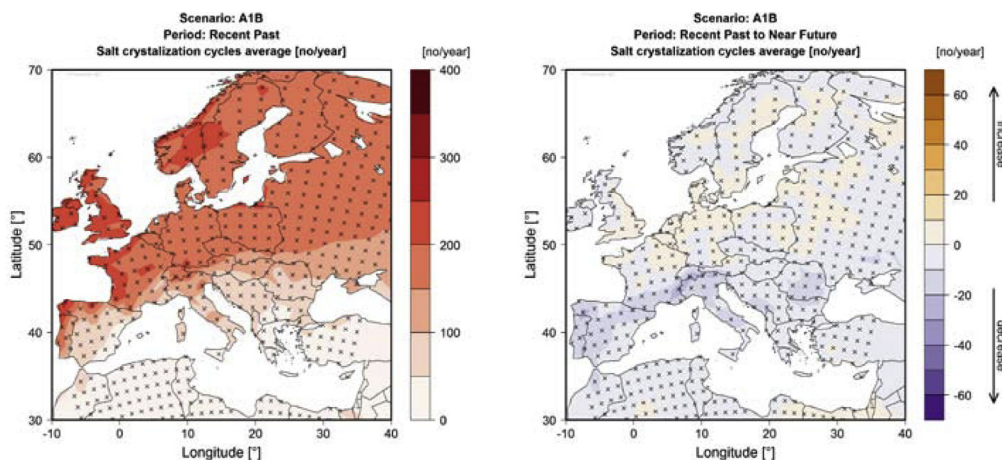 Scenario: A1B
Period: Recent Past
Salt crystalization cycles average [no/year]
[no/year]
70
60
50
40
30
-10
0
10
20
30
40
Latitude [°]
Longitude [°]
400
300
200
100
0
Scenario: A1B
Period: Recent Past to Near Future
Salt crystalization cycles average [no/year]
[no/year]
70
60
50
40
30
-10
0
10
20
30
40
Latitude [°]
Longitude [°]
60
40
20
0
-20
-40
-60
increase
decrease